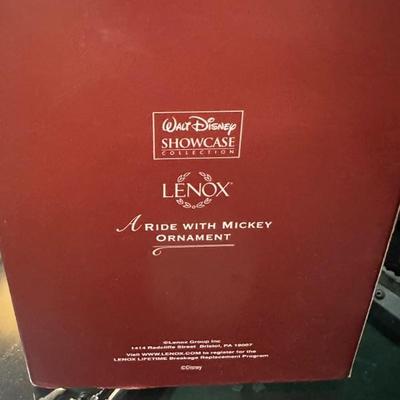 WALT DISNEY
SHOWCASE
COLLECTION
LENOX
A RIDE WITH MICKEY
ORNAMENT
©Lenox Group Inc
1414 Radcliffe Street Bristol, PA 19007
Visit WWW.LENOX.COM to register for the
LENOX LIFETIME Breakage Replacement Program
©Disney